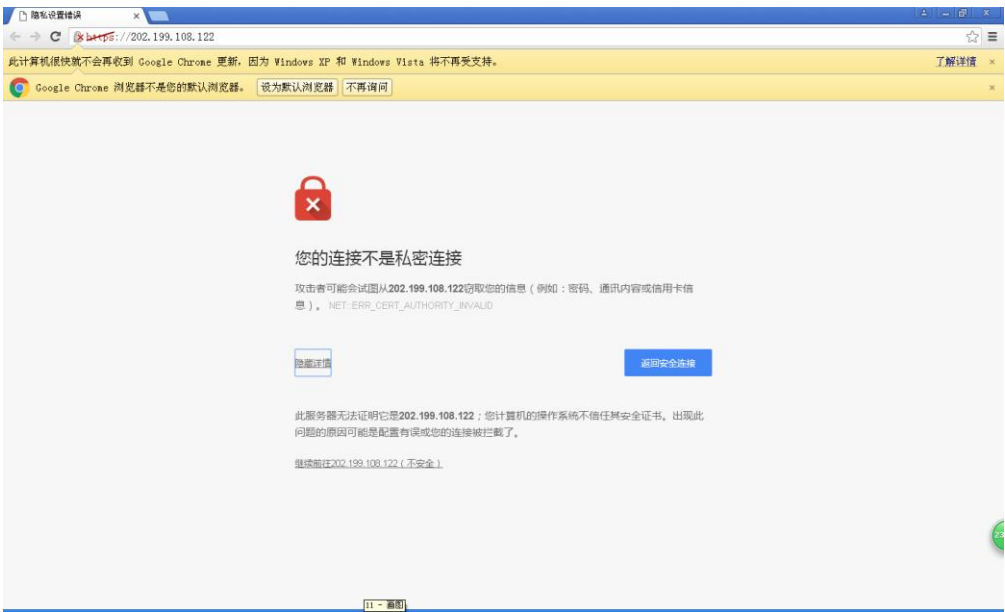 隐私设置错误
https://202.199.108.122
此计算机很快就不会再收到 Google Chrome 更新，因为 Windows XP 和 Windows Vista 将不再受支持。 了解详情
Google Chrome 浏览器不是您的默认浏览器。 设为默认浏览器 不再询问
您的连接不是私密连接
攻击者可能会试图从202.199.108.122窃取您的信息（例如：密码、通讯内容或信用卡信
息）。 NET::ERR_CERT_AUTHORITY_INVALID
隐藏详情 返回安全连接
此服务器无法证明它是202.199.108.122；您计算机的操作系统不信任其安全证书。出现此
问题的原因可能是配置有误或您的连接被拦截了。
继续前往202.199.108.122（不安全）
23
11 - 画图